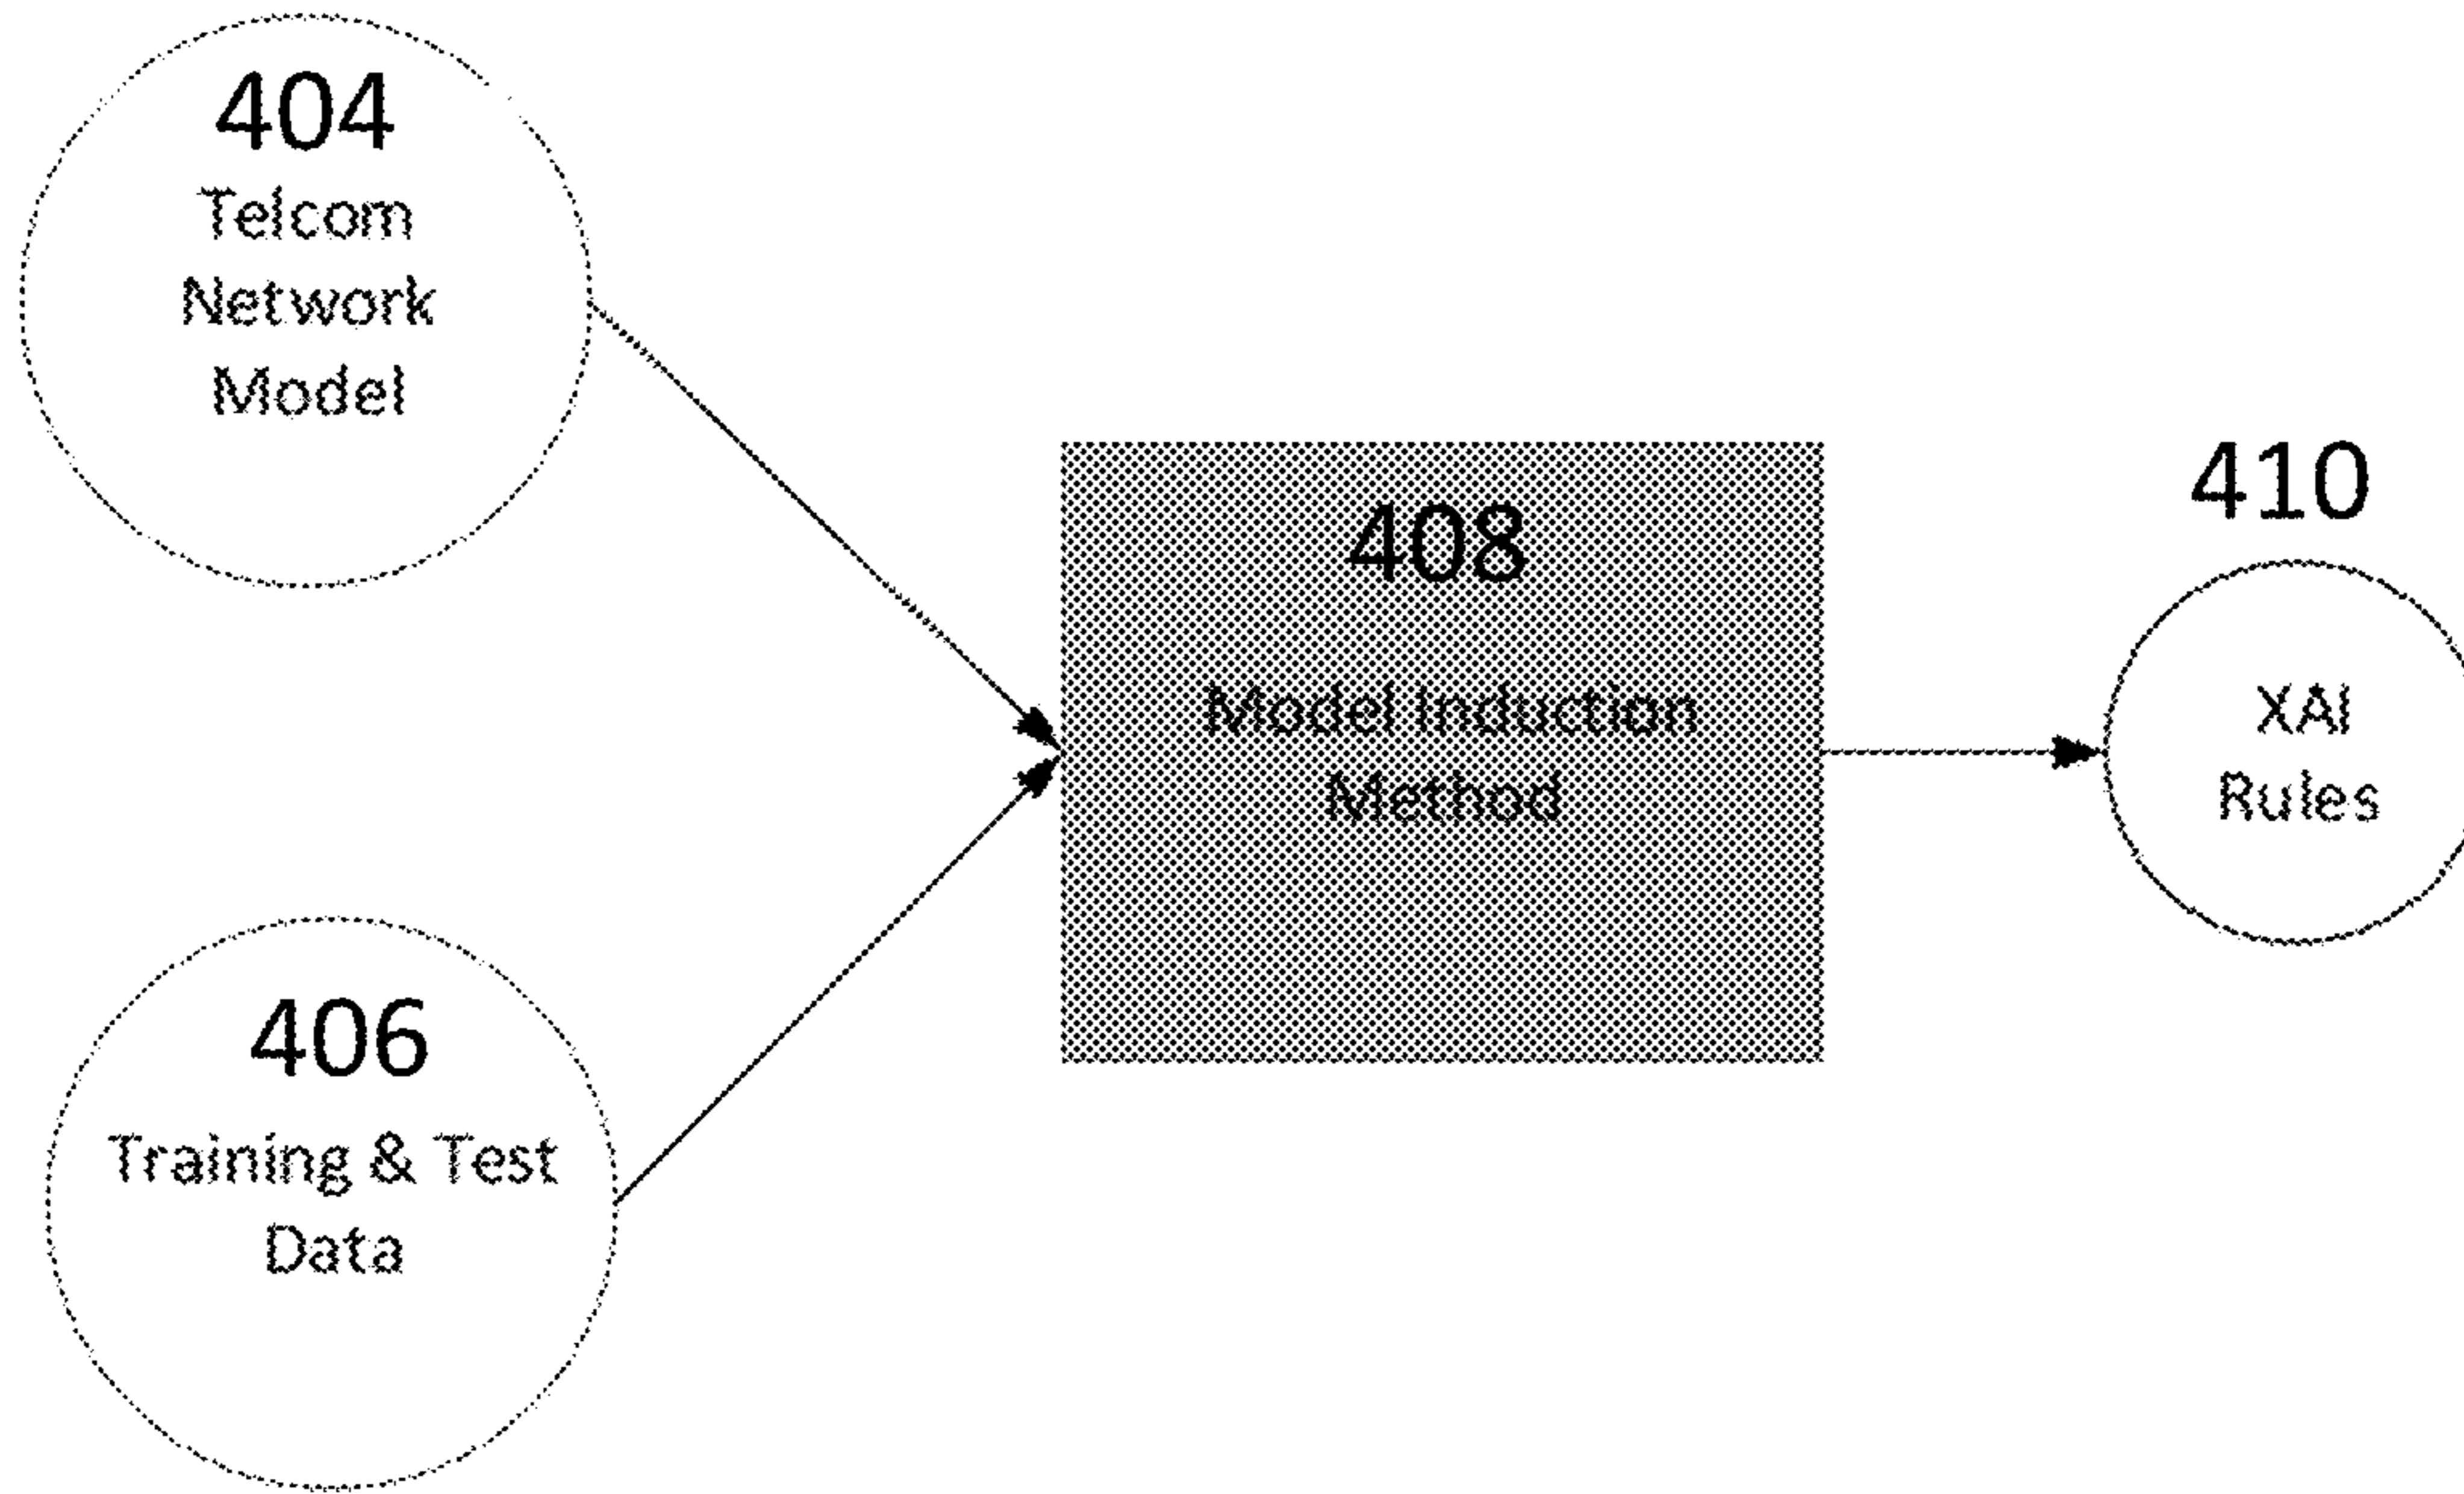 404
Telcom
Network
Model
408
Model Induction
Method
410
XAI
Rules
406
Training & Test
Data